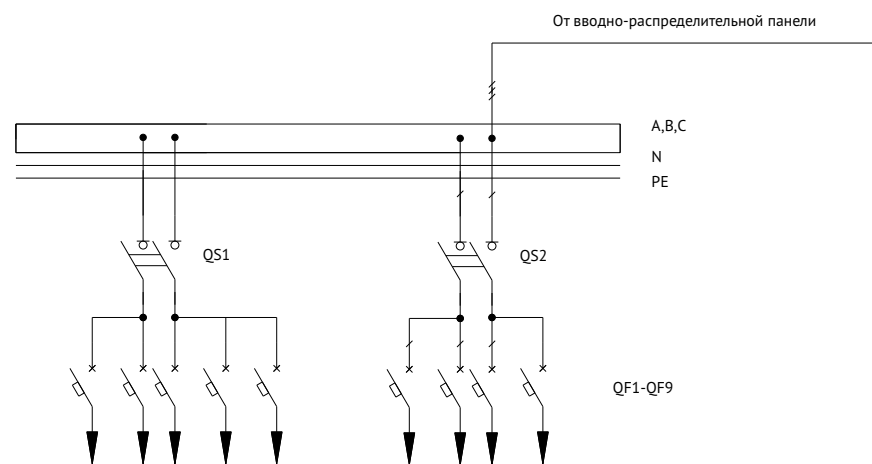 От вводно-распределительной панели
A,B,C
N
PE
QS1
QS2
QF1-QF9